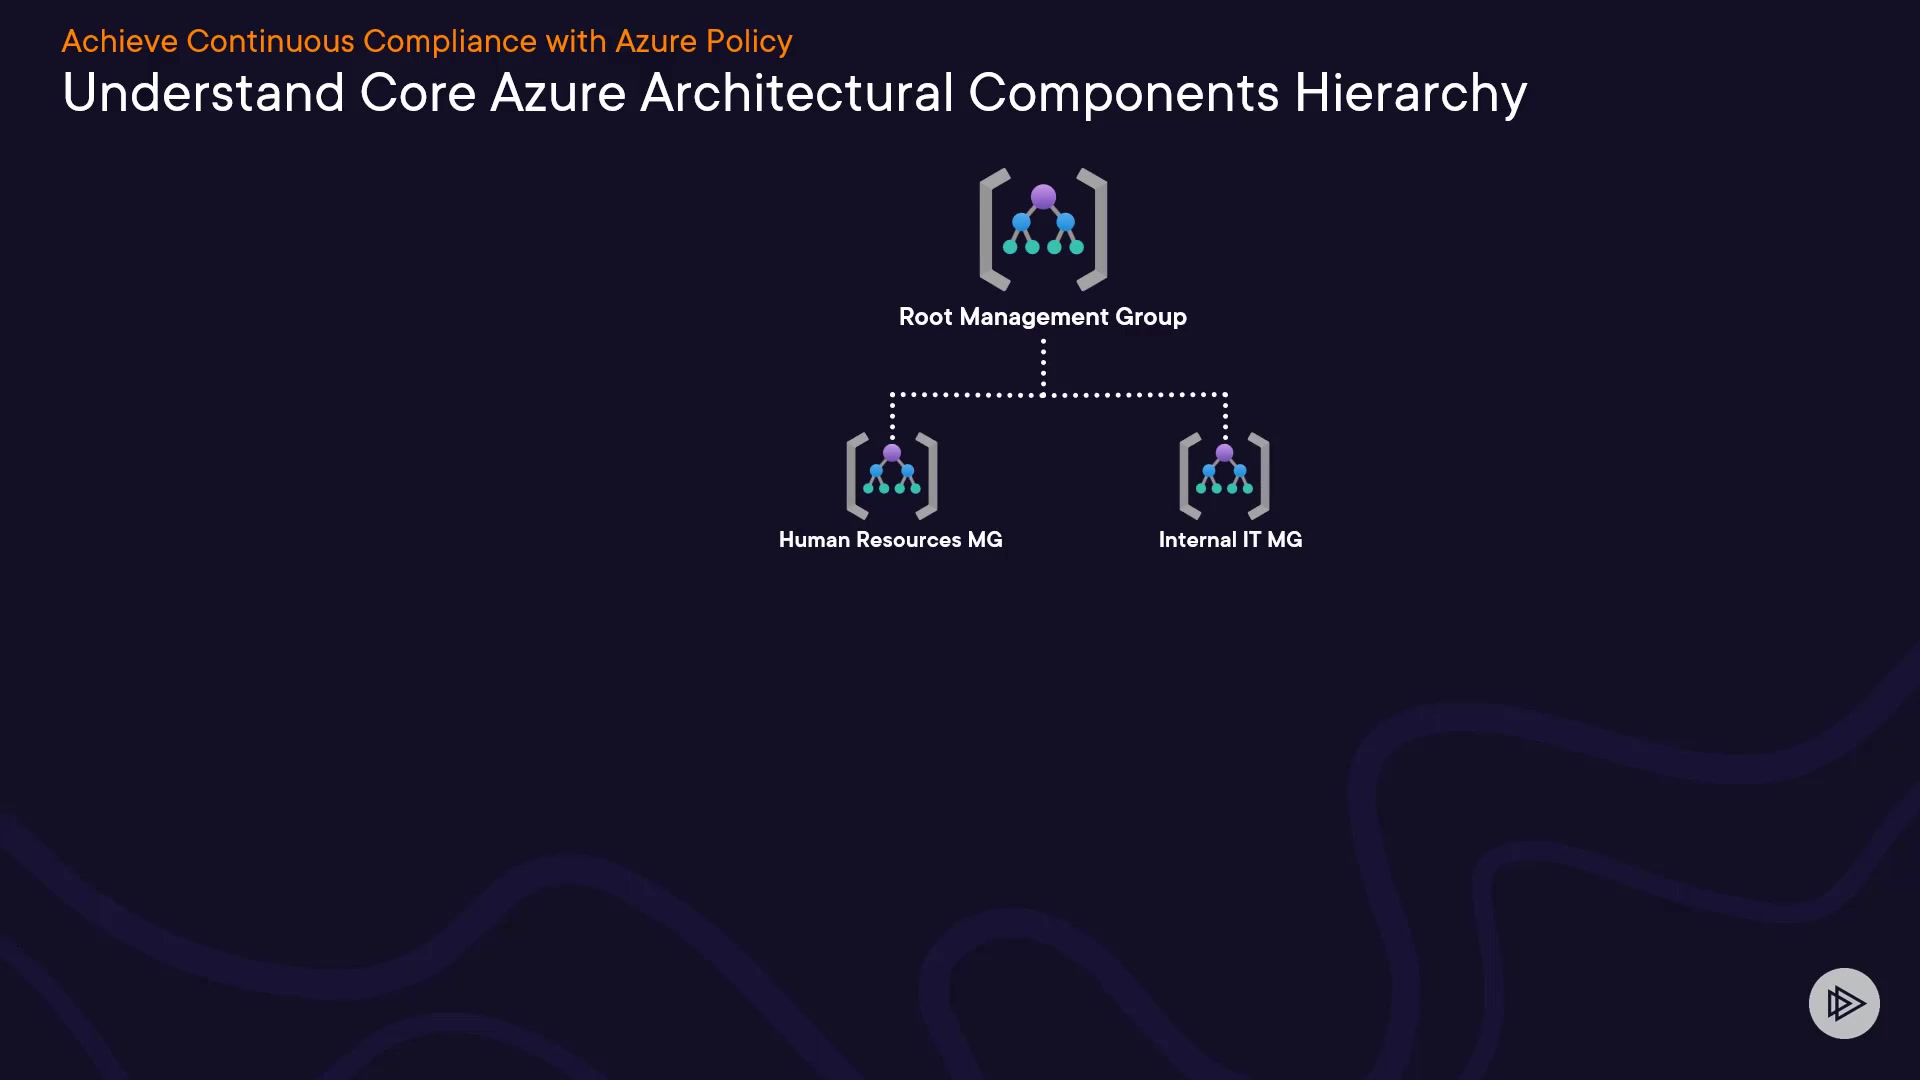 Achieve Continuous Compliance with Azure Policy
Understand Core Azure Architectural Components Hierarchy
Root Management Group
Human Resources MG
Internal IT MG